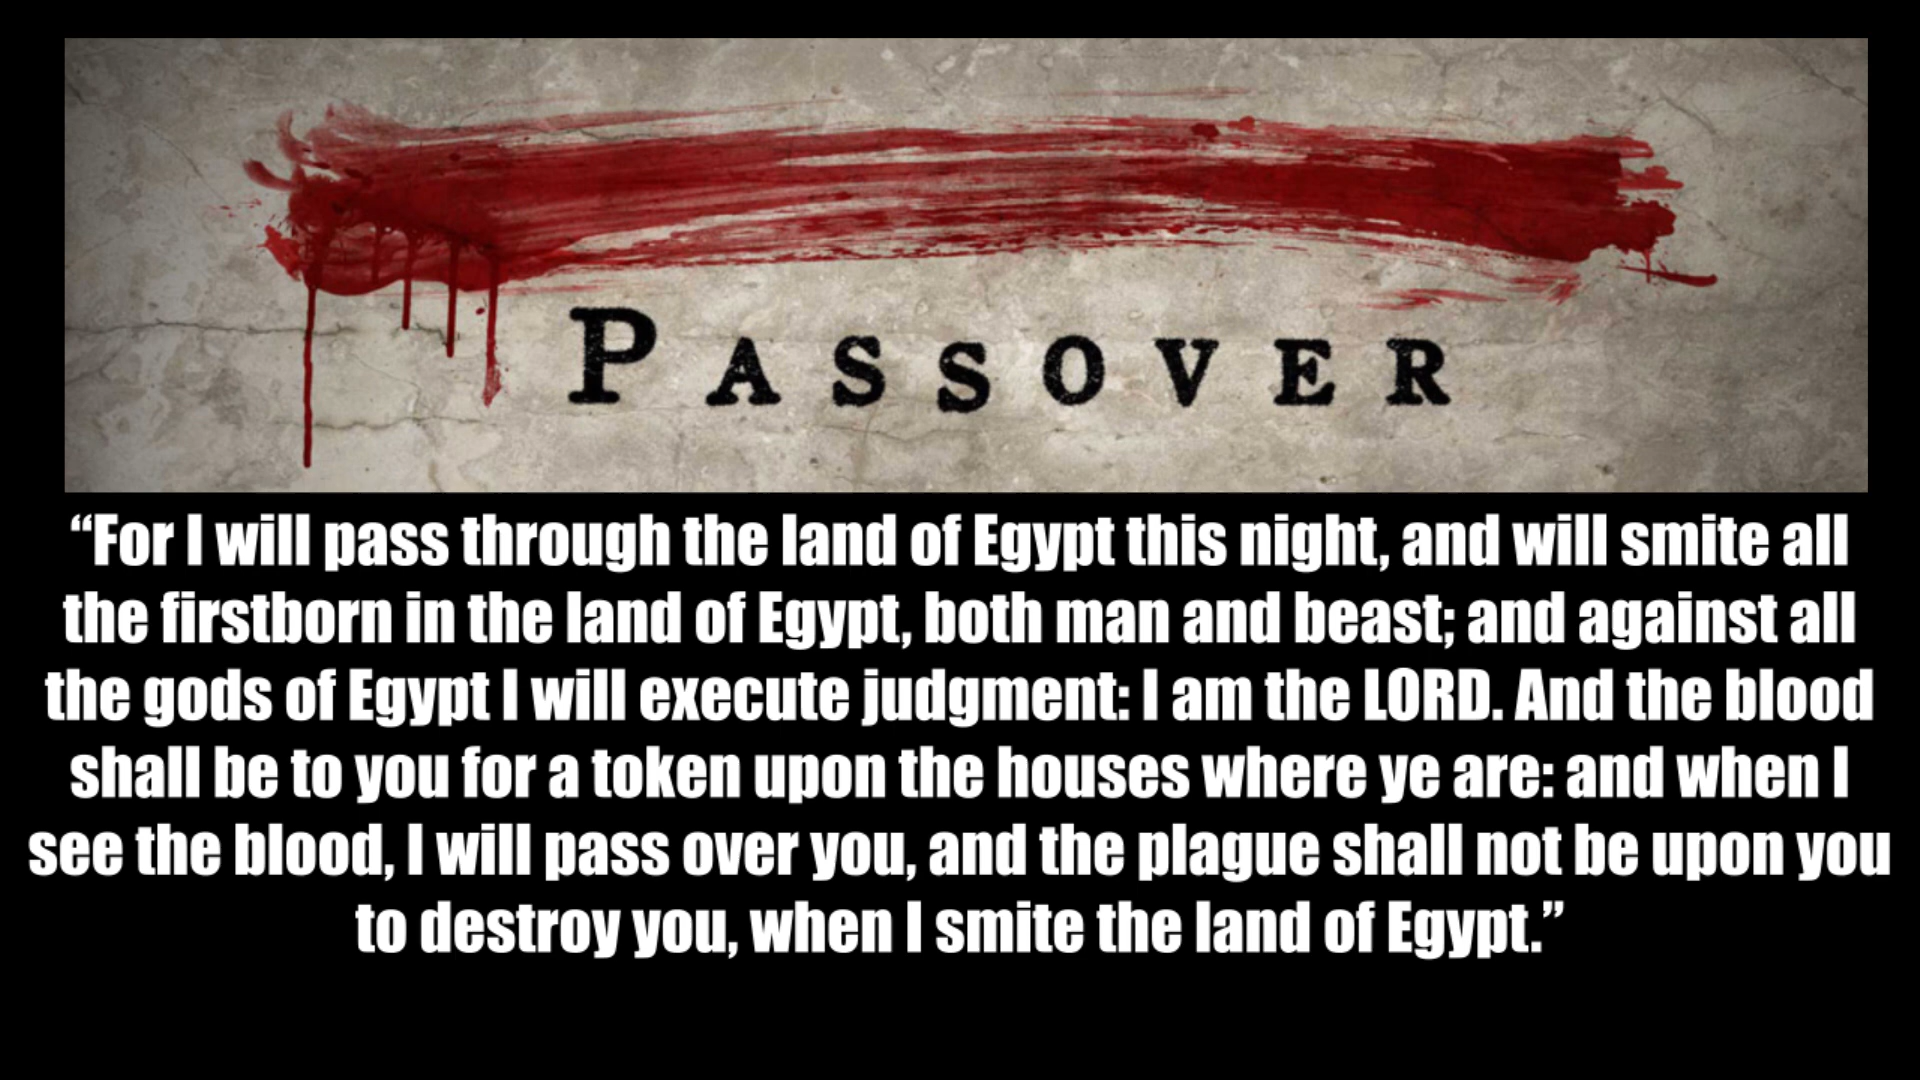 PASSOVER
“For I will pass through the land of Egypt this night, and will smite all
the firstborn in the land of Egypt, both man and beast; and against all
the gods of Egypt I will execute judgment: I am the LORD. And the blood
shall be to you for a token upon the houses where ye are: and when I
see the blood, I will pass over you, and the plague shall not be upon you
to destroy you, when I smite the land of Egypt.”